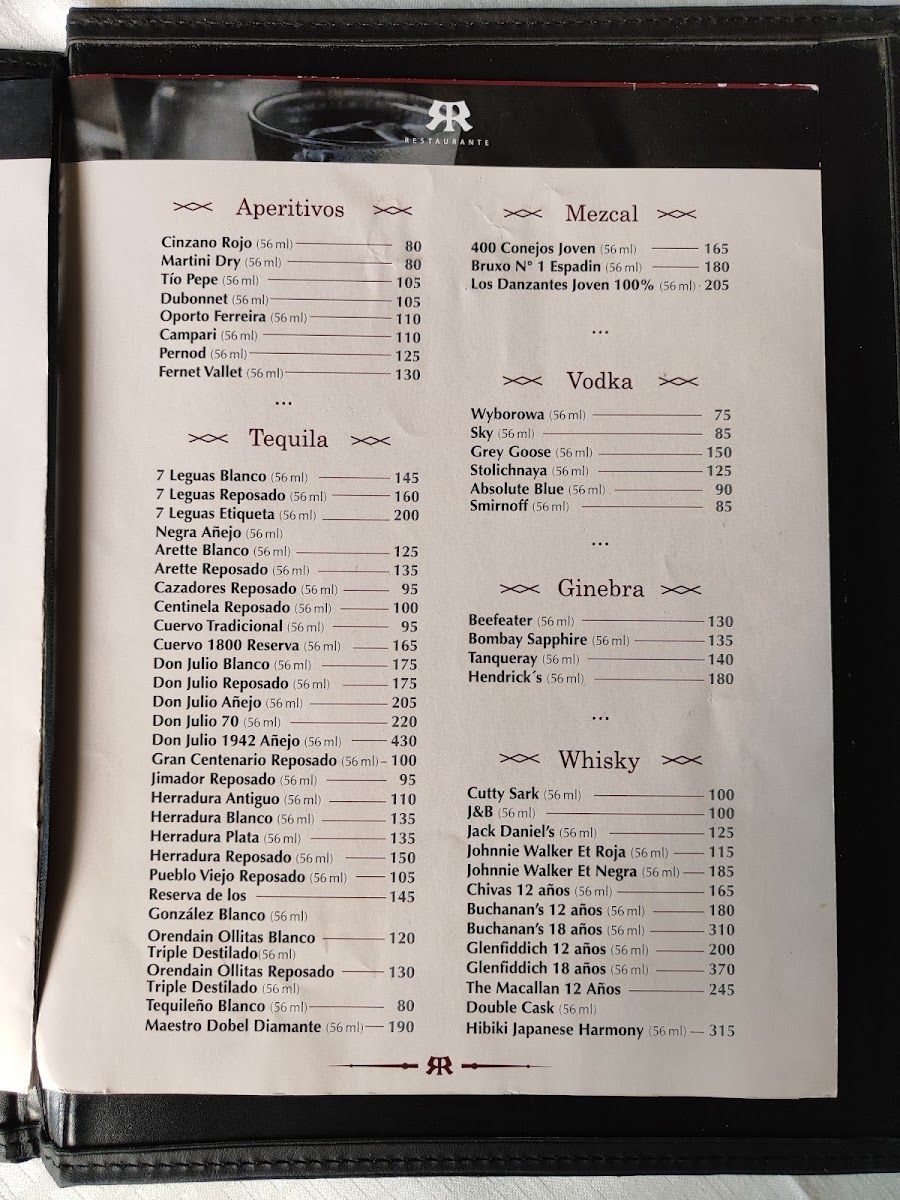 RR
RESTAURANTE
Aperitivos
Cinzano Rojo (56 ml) 80
Martini Dry (56 ml) 80
Tío Pepe (56 ml) 105
Dubonnet (56 ml) 105
Oporto Ferreira (56 ml) 110
Campari (56 ml) 110
Pernod (56 ml) 125
Fernet Vallet (56 ml) 130
...
Tequila
7 Leguas Blanco (56 ml) 145
7 Leguas Reposado (56 ml) 160
7 Leguas Etiqueta (56 ml) 200
Negra Añejo (56 ml)
Arette Blanco (56 ml) 125
Arette Reposado (56 ml) 135
Cazadores Reposado (56 ml) 95
Centinela Reposado (56 ml) 100
Cuervo Tradicional (56 ml) 95
Cuervo 1800 Reserva (56 ml) 165
Don Julio Blanco (56 ml) 175
Don Julio Reposado (56 ml) 175
Don Julio Añejo (56 ml) 205
Don Julio 70 (56 ml) 220
Don Julio 1942 Añejo (56 ml) 430
Gran Centenario Reposado (56 ml) 100
Jimador Reposado (56 ml) 95
Herradura Antiguo (56 ml) 110
Herradura Blanco (56 ml) 135
Herradura Plata (56 ml) 135
Herradura Reposado (56 ml) 150
Pueblo Viejo Reposado (56 ml) 105
Reserva de los 145
González Blanco (56 ml)
Orendain Ollitas Blanco 120
Triple Destilado(56 ml)
Orendain Ollitas Reposado 130
Triple Destilado (56 ml)
Tequileño Blanco (56 ml) 80
Maestro Dobel Diamante (56 ml) 190
Mezcal
400 Conejos Joven (56 ml) 165
Bruxo N° 1 Espadin (56 ml) 180
Los Danzantes Joven 100% (56 ml) 205
...
Vodka
Wyborowa (56 ml) 75
Sky (56 ml) 85
Grey Goose (56 ml) 150
Stolichnaya (56 ml) 125
Absolute Blue (56 ml) 90
Smirnoff (56 ml) 85
...
Ginebra
Beefeater (56 ml) 130
Bombay Sapphire (56 ml) 135
Tanqueray (56 ml) 140
Hendrick´s (56 ml) 180
...
Whisky
Cutty Sark (56 ml) 100
J&B (56 ml) 100
Jack Daniel's (56 ml) 125
Johnnie Walker Et Roja (56 ml) 115
Johnnie Walker Et Negra (56 ml) 185
Chivas 12 años (56 ml) 165
Buchanan's 12 años (56 ml) 180
Buchanan's 18 años (56 ml) 310
Glenfiddich 12 años (56 ml) 200
Glenfiddich 18 años (56 ml) 370
The Macallan 12 Años 245
Double Cask (56 ml)
Hibiki Japanese Harmony (56 ml) 315
RR